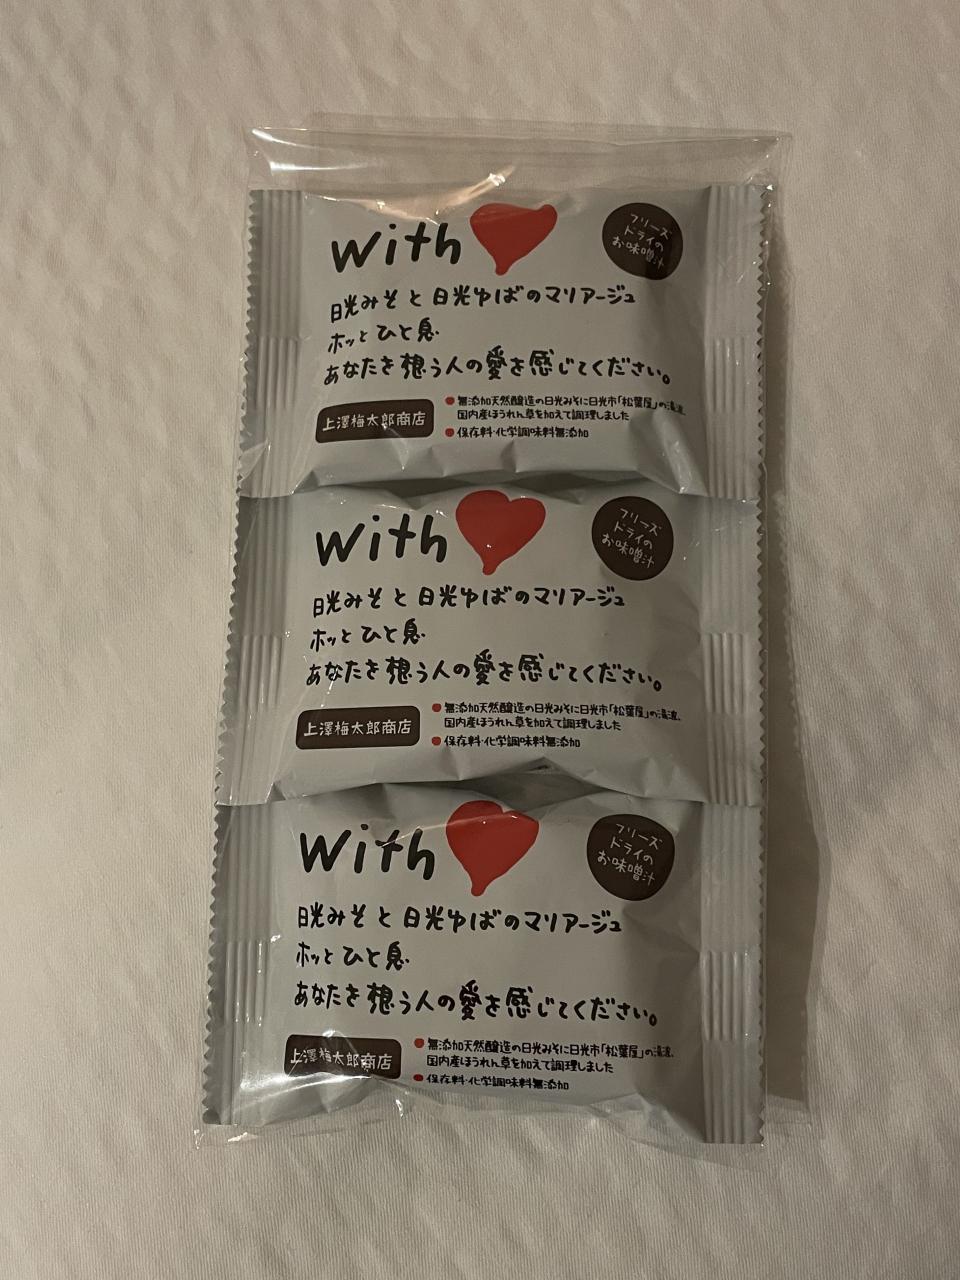 with
フリーズ
ドライの
お味噌汁
日光みそ と 日光ゆばのマリアージュ
ホッと ひと息
あなたを想う人の愛を感じてください。
上澤梅太郎商店
無添加天然醸造の日光みそに日光市「松葉屋」の湯波、
国内産ほうれん草を加えて調理しました
保存料・化学調味料無添加
with
フリーズ
ドライの
お味噌汁
日光みそ と 日光ゆばのマリアージュ
ホッと ひと息
あなたを想う人の愛を感じてください。
上澤梅太郎商店
無添加天然醸造の日光みそに日光市「松葉屋」の湯波、
国内産ほうれん草を加えて調理しました
保存料・化学調味料無添加
with
フリーズ
ドライの
お味噌汁
日光みそ と 日光ゆばのマリアージュ
ホッと ひと息
あなたを想う人の愛を感じてください。
上澤梅太郎商店
無添加天然醸造の日光みそに日光市「松葉屋」の湯波、
国内産ほうれん草を加えて調理しました
保存料・化学調味料無添加